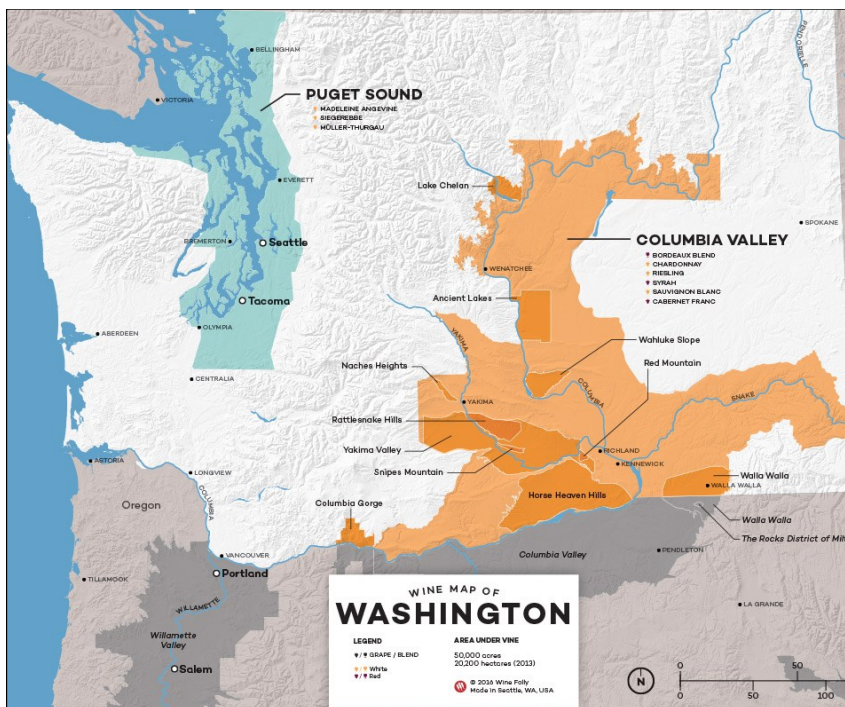 BELLINGHAM
PUGET SOUND
MADELEINE ANGEVINE
SIEGEREBBE
MÜLLER-THURGAU
VICTORIA
PEND OREILLE
EVERETT
Lake Chelan
SPOKANE
BREMERTON
Seattle
COLUMBIA VALLEY
BORDEAUX BLEND
CHARDONNAY
RIESLING
SYRAH
SAUVIGNON BLANC
CABERNET FRANC
WENATCHEE
Tacoma
Ancient Lakes
OLYMPIA
ABERDEEN
YAKIMA
Wahluke Slope
Naches Heights
Red Mountain
CENTRALIA
COLUMBIA
SNAKE
YAKIMA
Rattlesnake Hills
Yakima Valley
RICHLAND
ASTORIA
Snipes Mountain
KENNEWICK
LONGVIEW
Walla Walla
WALLA WALLA
Oregon
COLUMBIA
Columbia Gorge
Horse Heaven Hills
Walla Walla
The Rocks District of
VANCOUVER
Columbia Valley
PENDLETON
Portland
TILLAMOOK
WILLAMETTE
LA GRANDE
Willamette
Valley
Salem
WINE MAP OF
WASHINGTON
LEGEND
/ GRAPE / BLEND
/ White
/ Red
AREA UNDER VINE
50,000 acres
20,200 hectares (2013)
© 2016 Wine Folly
Made in Seattle, WA, USA
N
0 50
0 100